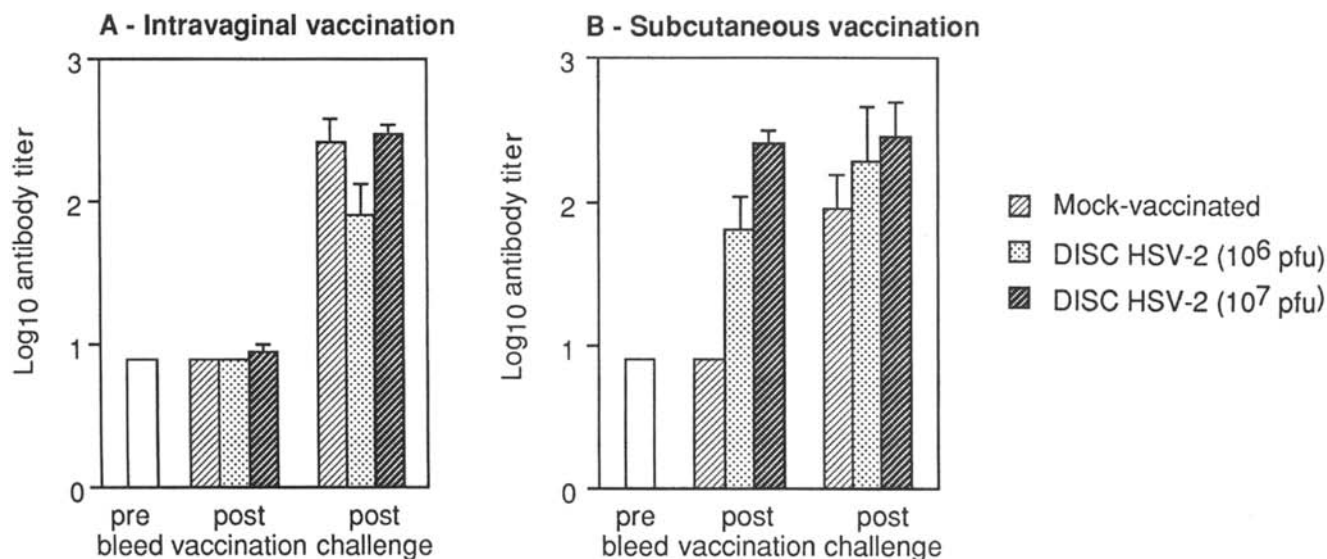 A - Intravaginal vaccination
3
2
1
0
Log10 antibody titer
pre bleed
post vaccination
post challenge
B - Subcutaneous vaccination
3
2
1
0
Log10 antibody titer
pre bleed
post vaccination
post challenge
Mock-vaccinated
DISC HSV-2 (10⁶ pfu)
DISC HSV-2 (10⁷ pfu)